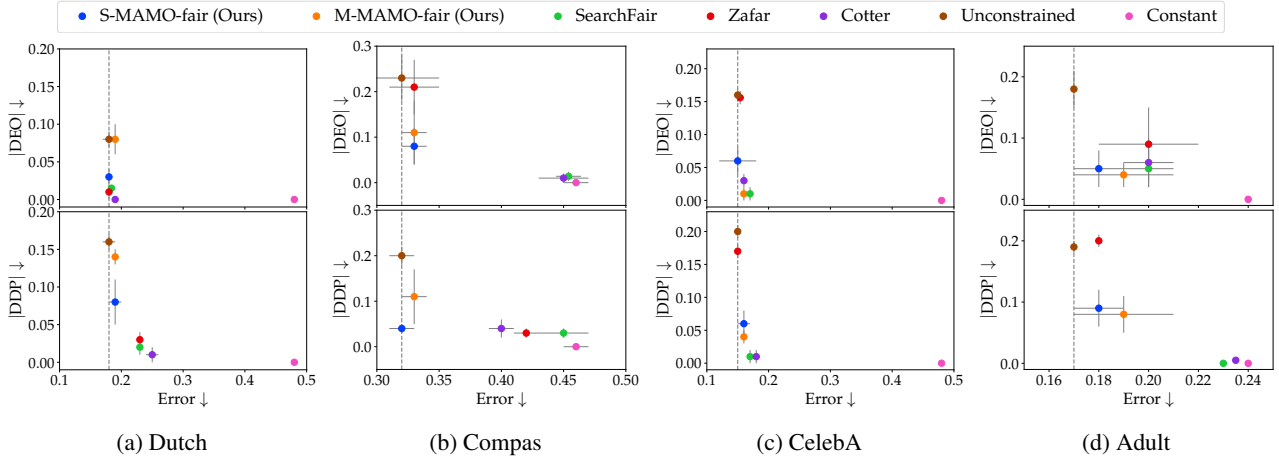 S-MAMO-fair (Ours) M-MAMO-fair (Ours) SearchFair Zafar Cotter Unconstrained Constant
|DEO| ↓
0.20
0.15
0.10
0.05
0.00
|DDP| ↓
0.20
0.15
0.10
0.05
0.00
0.1 0.2 0.3 0.4 0.5
Error ↓
(a) Dutch
|DEO| ↓
0.3
0.2
0.1
0.0
|DDP| ↓
0.3
0.2
0.1
0.0
0.30 0.35 0.40 0.45 0.50
Error ↓
(b) Compas
|DEO| ↓
0.20
0.15
0.10
0.05
0.00
|DDP| ↓
0.20
0.15
0.10
0.05
0.00
0.1 0.2 0.3 0.4 0.5
Error ↓
(c) CelebA
|DEO| ↓
0.2
0.1
0.0
|DDP| ↓
0.2
0.1
0.0
0.16 0.18 0.20 0.22 0.24
Error ↓
(d) Adult